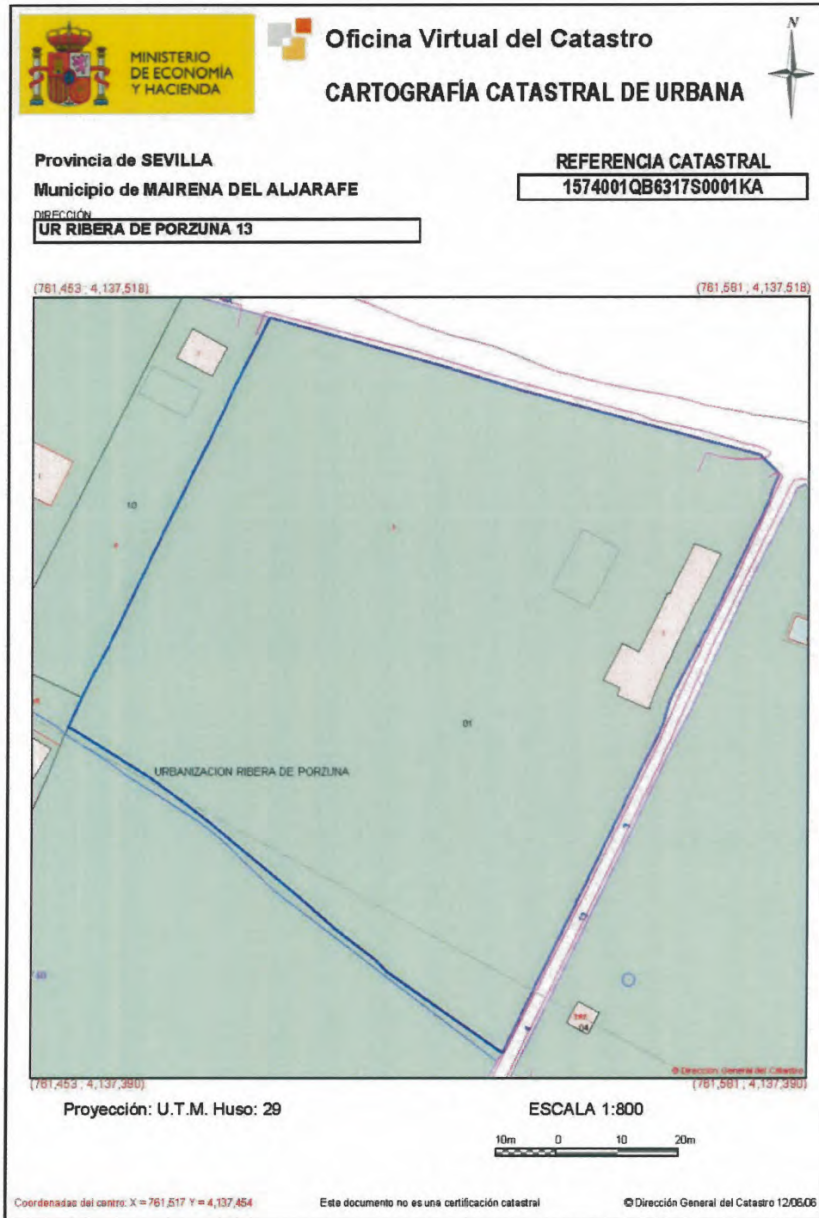 MINISTERIO
DE ECONOMÍA
Y HACIENDA
Oficina Virtual del Catastro
CARTOGRAFÍA CATASTRAL DE URBANA
N
Provincia de SEVILLA
Municipio de MAIRENA DEL ALJARAFE
DIRECCIÓN
UR RIBERA DE PORZUNA 13
REFERENCIA CATASTRAL
1574001QB6317S0001KA
(761,453 ; 4,137,518)
(761,581 ; 4,137,518)
10
01
URBANIZACION RIBERA DE PORZUNA
04
© Dirección General del Catastro
(761,453 ; 4,137,390)
(761,581 ; 4,137,390)
Proyección: U.T.M. Huso: 29
ESCALA 1:800
10m 0 10 20m
Coordenadas del centro: X = 761,517 Y = 4,137,454
Este documento no es una certificación catastral
© Dirección General del Catastro 12/06/06